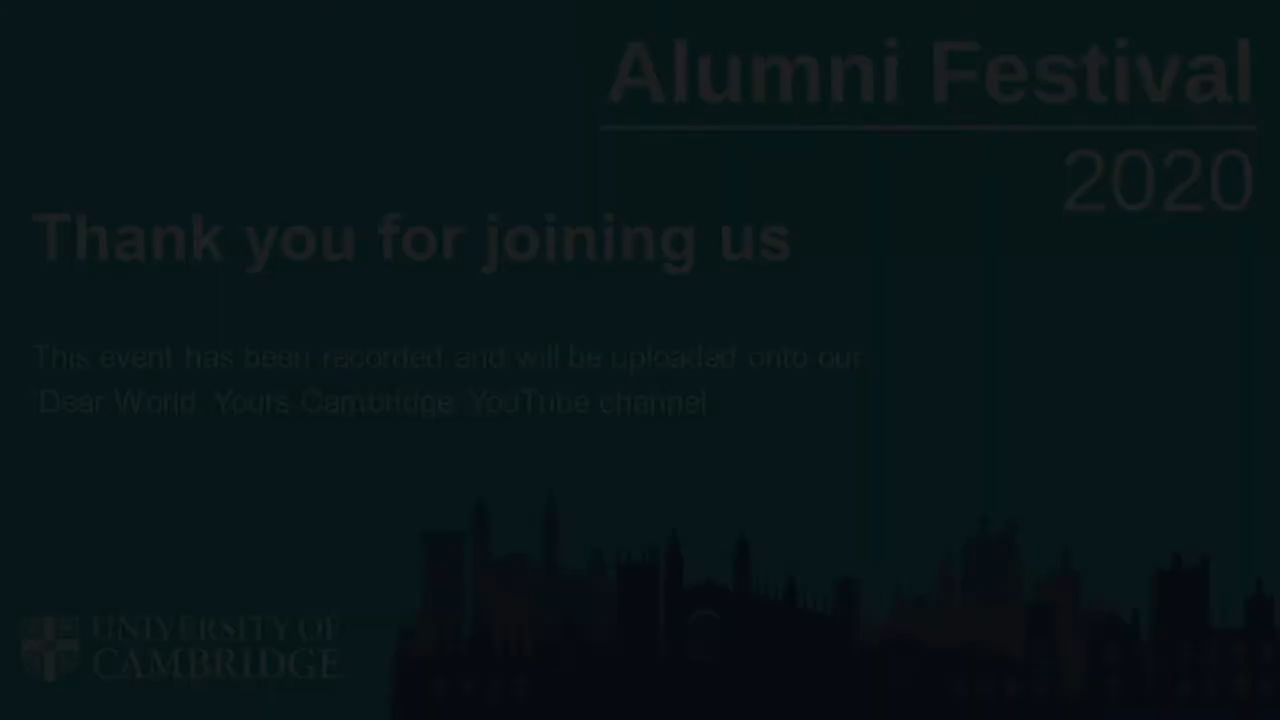 Alumni Festival
2020
Thank you for joining us
This event has been recorded and will be uploaded onto our
'Dear World, Yours Cambridge' YouTube channel
UNIVERSITY OF
CAMBRIDGE